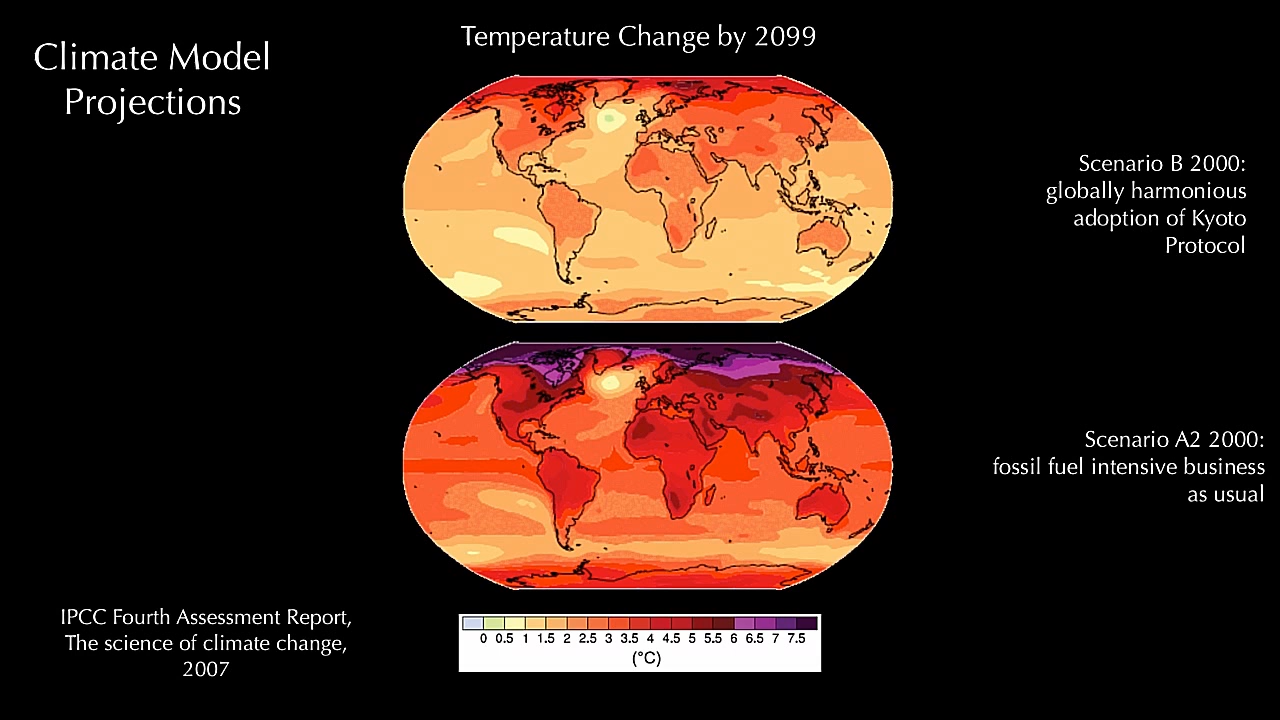 Climate Model
Projections
Temperature Change by 2099
Scenario B 2000:
globally harmonious
adoption of Kyoto
Protocol
Scenario A2 2000:
fossil fuel intensive business
as usual
IPCC Fourth Assessment Report,
The science of climate change,
2007
0 0.5 1 1.5 2 2.5 3 3.5 4 4.5 5 5.5 6 6.5 7 7.5
(°C)